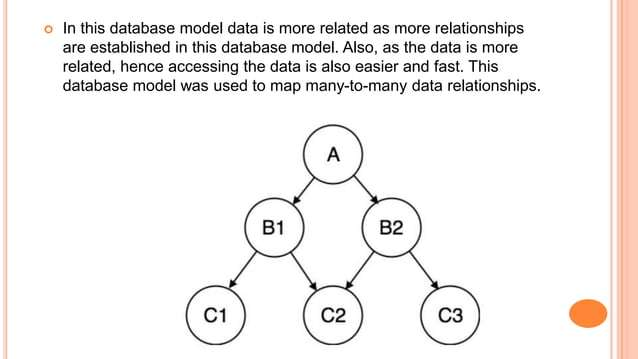 In this database model data is more related as more relationships
are established in this database model. Also, as the data is more
related, hence accessing the data is also easier and fast. This
database model was used to map many-to-many data relationships.
A
B1 B2
C1 C2 C3